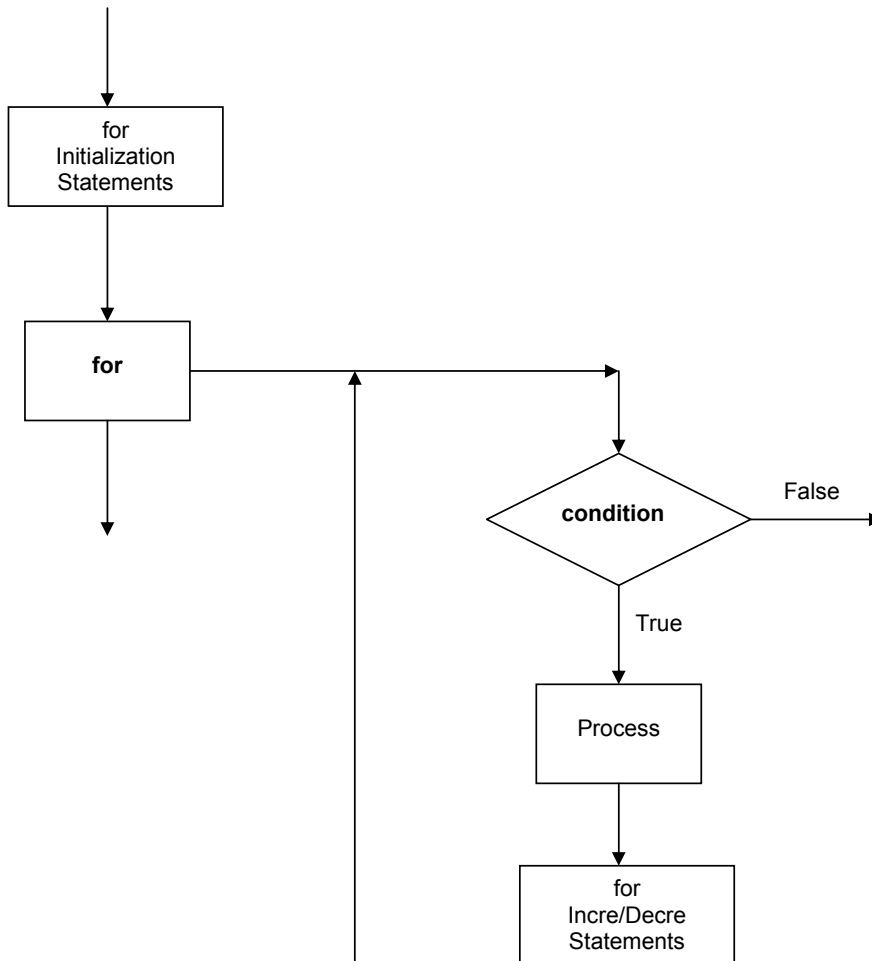 for
Initialization
Statements
for
condition
False
True
Process
for
Incre/Decre
Statements